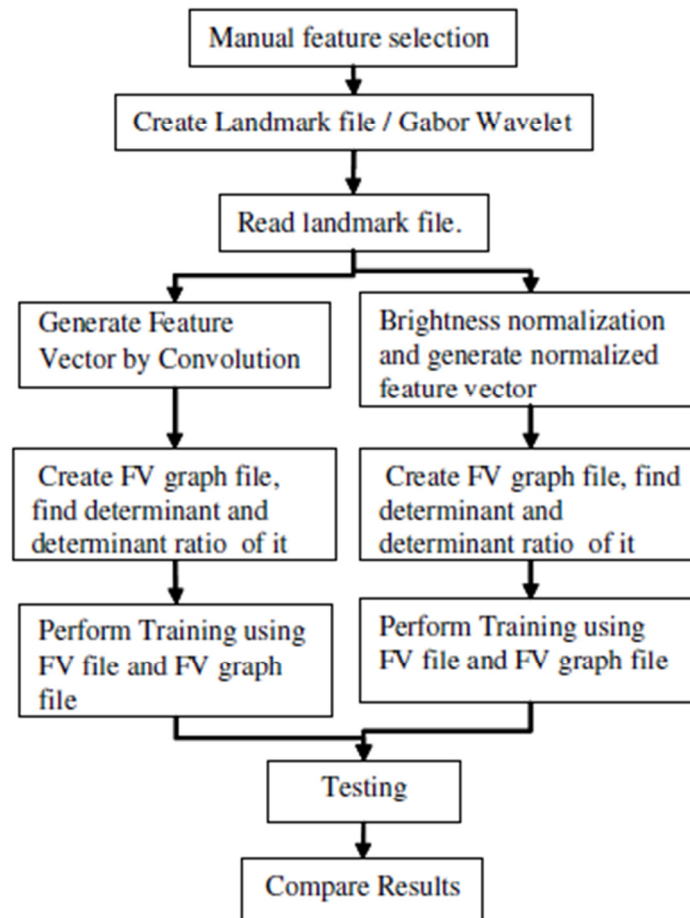 Manual feature selection
Create Landmark file / Gabor Wavelet
Read landmark file.
Generate Feature
Vector by Convolution
Brightness normalization
and generate normalized
feature vector
Create FV graph file,
find determinant and
determinant ratio of it
Create FV graph file, find
determinant and
determinant ratio of it
Perform Training using
FV file and FV graph
file
Perform Training using
FV file and FV graph file
Testing
Compare Results